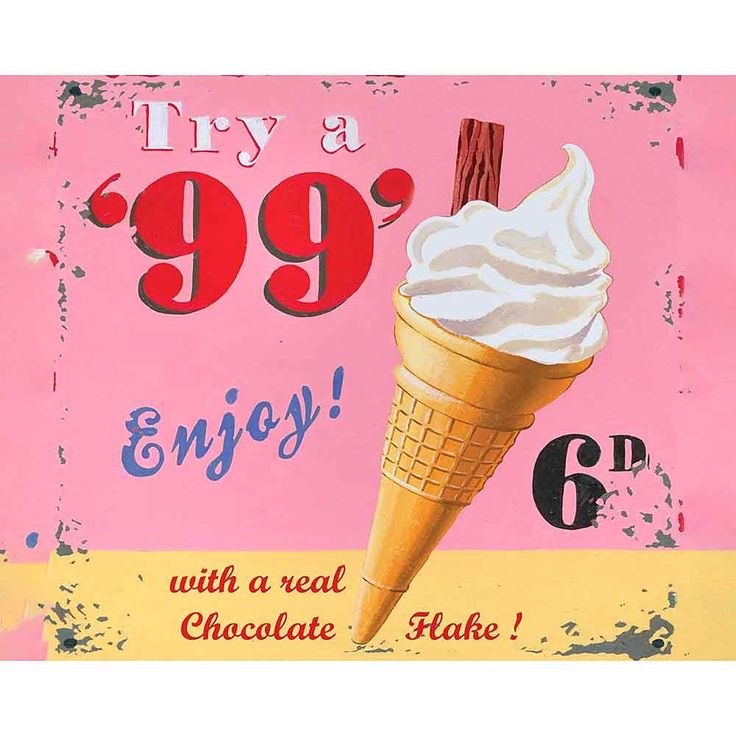 Try a
‘99’
Enjoy!
6D
with a real
Chocolate Flake !